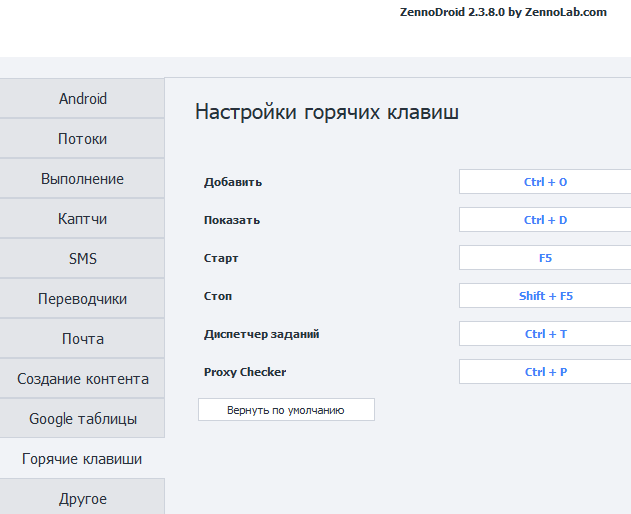 ZennoDroid 2.3.8.0 by ZennoLab.com
Android
Потоки
Выполнение
Каптчи
SMS
Переводчики
Почта
Создание контента
Google таблицы
Горячие клавиши
Другое
Настройки горячих клавиш
Добавить Ctrl + O
Показать Ctrl + D
Старт F5
Стоп Shift + F5
Диспетчер заданий Ctrl + T
Proxy Checker Ctrl + P
Вернуть по умолчанию